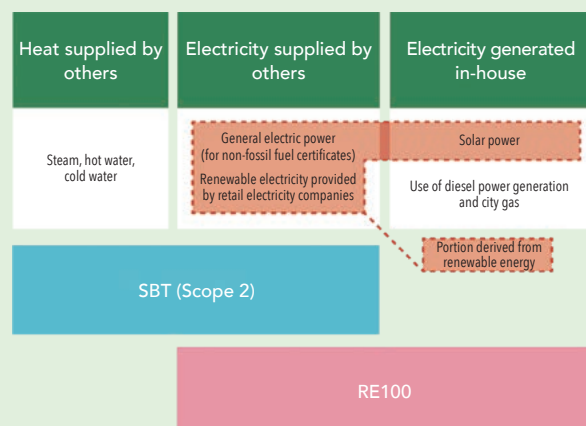 Heat supplied by
others
Electricity supplied by
others
Electricity generated
in-house
Steam, hot water,
cold water
General electric power
(for non-fossil fuel certificates)
Renewable electricity provided
by retail electricity companies
Solar power
Use of diesel power generation
and city gas
Portion derived from
renewable energy
SBT (Scope 2)
RE100